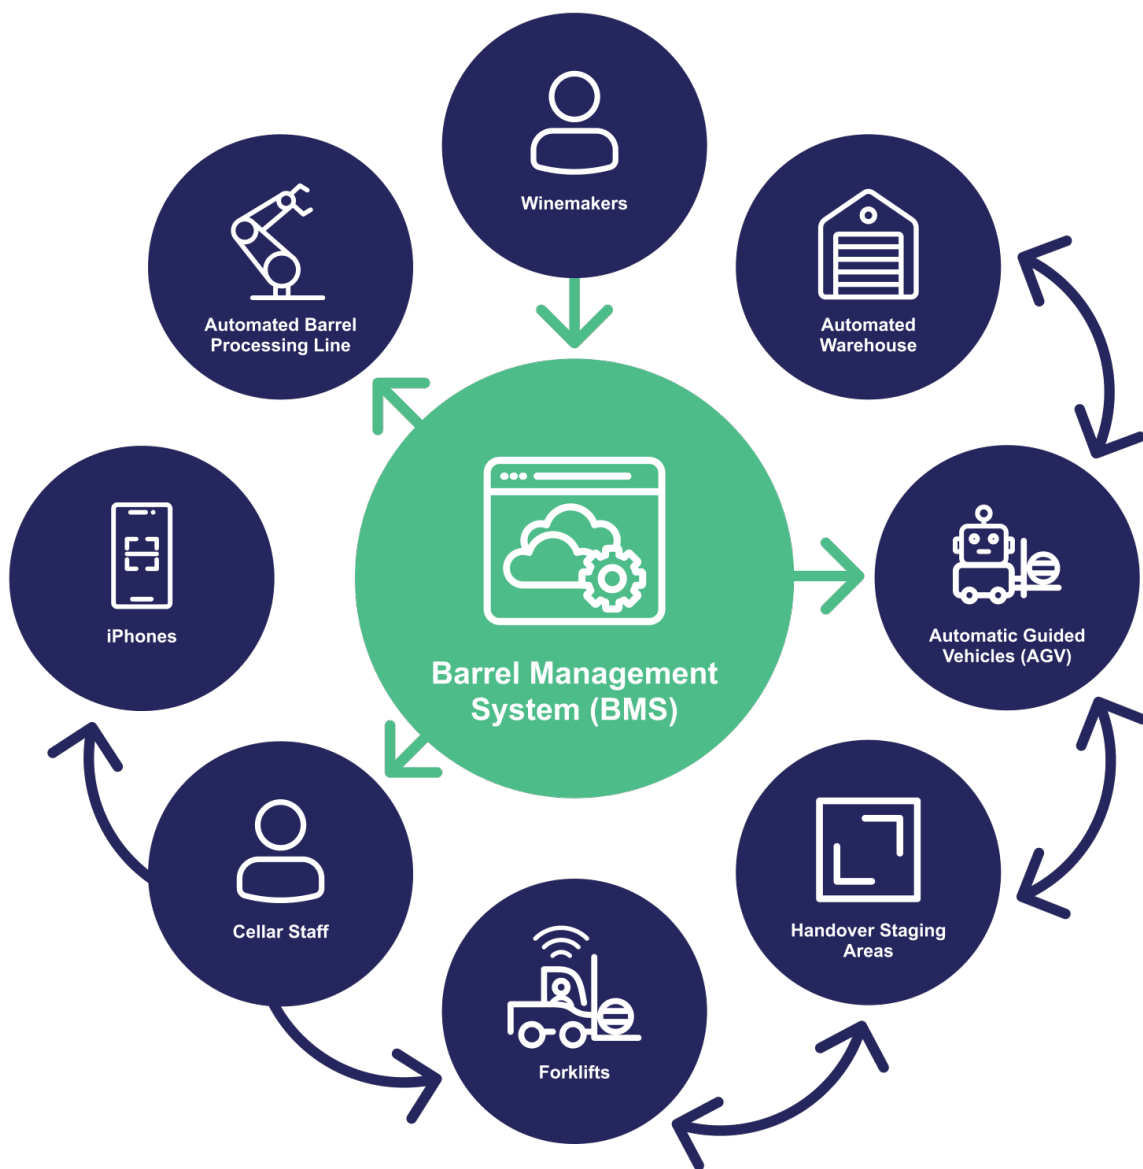 Winemakers
Automated Barrel
Processing Line
Automated
Warehouse
iPhones
Barrel Management
System (BMS)
Automatic Guided
Vehicles (AGV)
Cellar Staff
Handover Staging
Areas
Forklifts